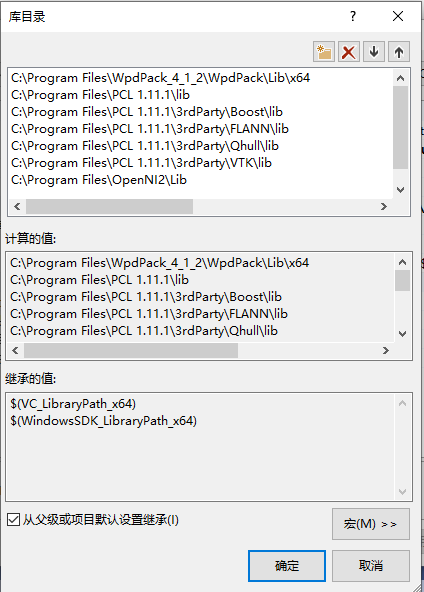 库目录
?
C:\Program Files\WpdPack_4_1_2\WpdPack\Lib\x64
C:\Program Files\PCL 1.11.1\lib
C:\Program Files\PCL 1.11.1\3rdParty\Boost\lib
C:\Program Files\PCL 1.11.1\3rdParty\FLANN\lib
C:\Program Files\PCL 1.11.1\3rdParty\Qhull\lib
C:\Program Files\PCL 1.11.1\3rdParty\VTK\lib
C:\Program Files\OpenNI2\Lib
计算的值:
C:\Program Files\WpdPack_4_1_2\WpdPack\Lib\x64
C:\Program Files\PCL 1.11.1\lib
C:\Program Files\PCL 1.11.1\3rdParty\Boost\lib
C:\Program Files\PCL 1.11.1\3rdParty\FLANN\lib
C:\Program Files\PCL 1.11.1\3rdParty\Qhull\lib
继承的值:
$(VC_LibraryPath_x64)
$(WindowsSDK_LibraryPath_x64)
从父级或项目默认设置继承(I)
宏(M) >>
确定
取消